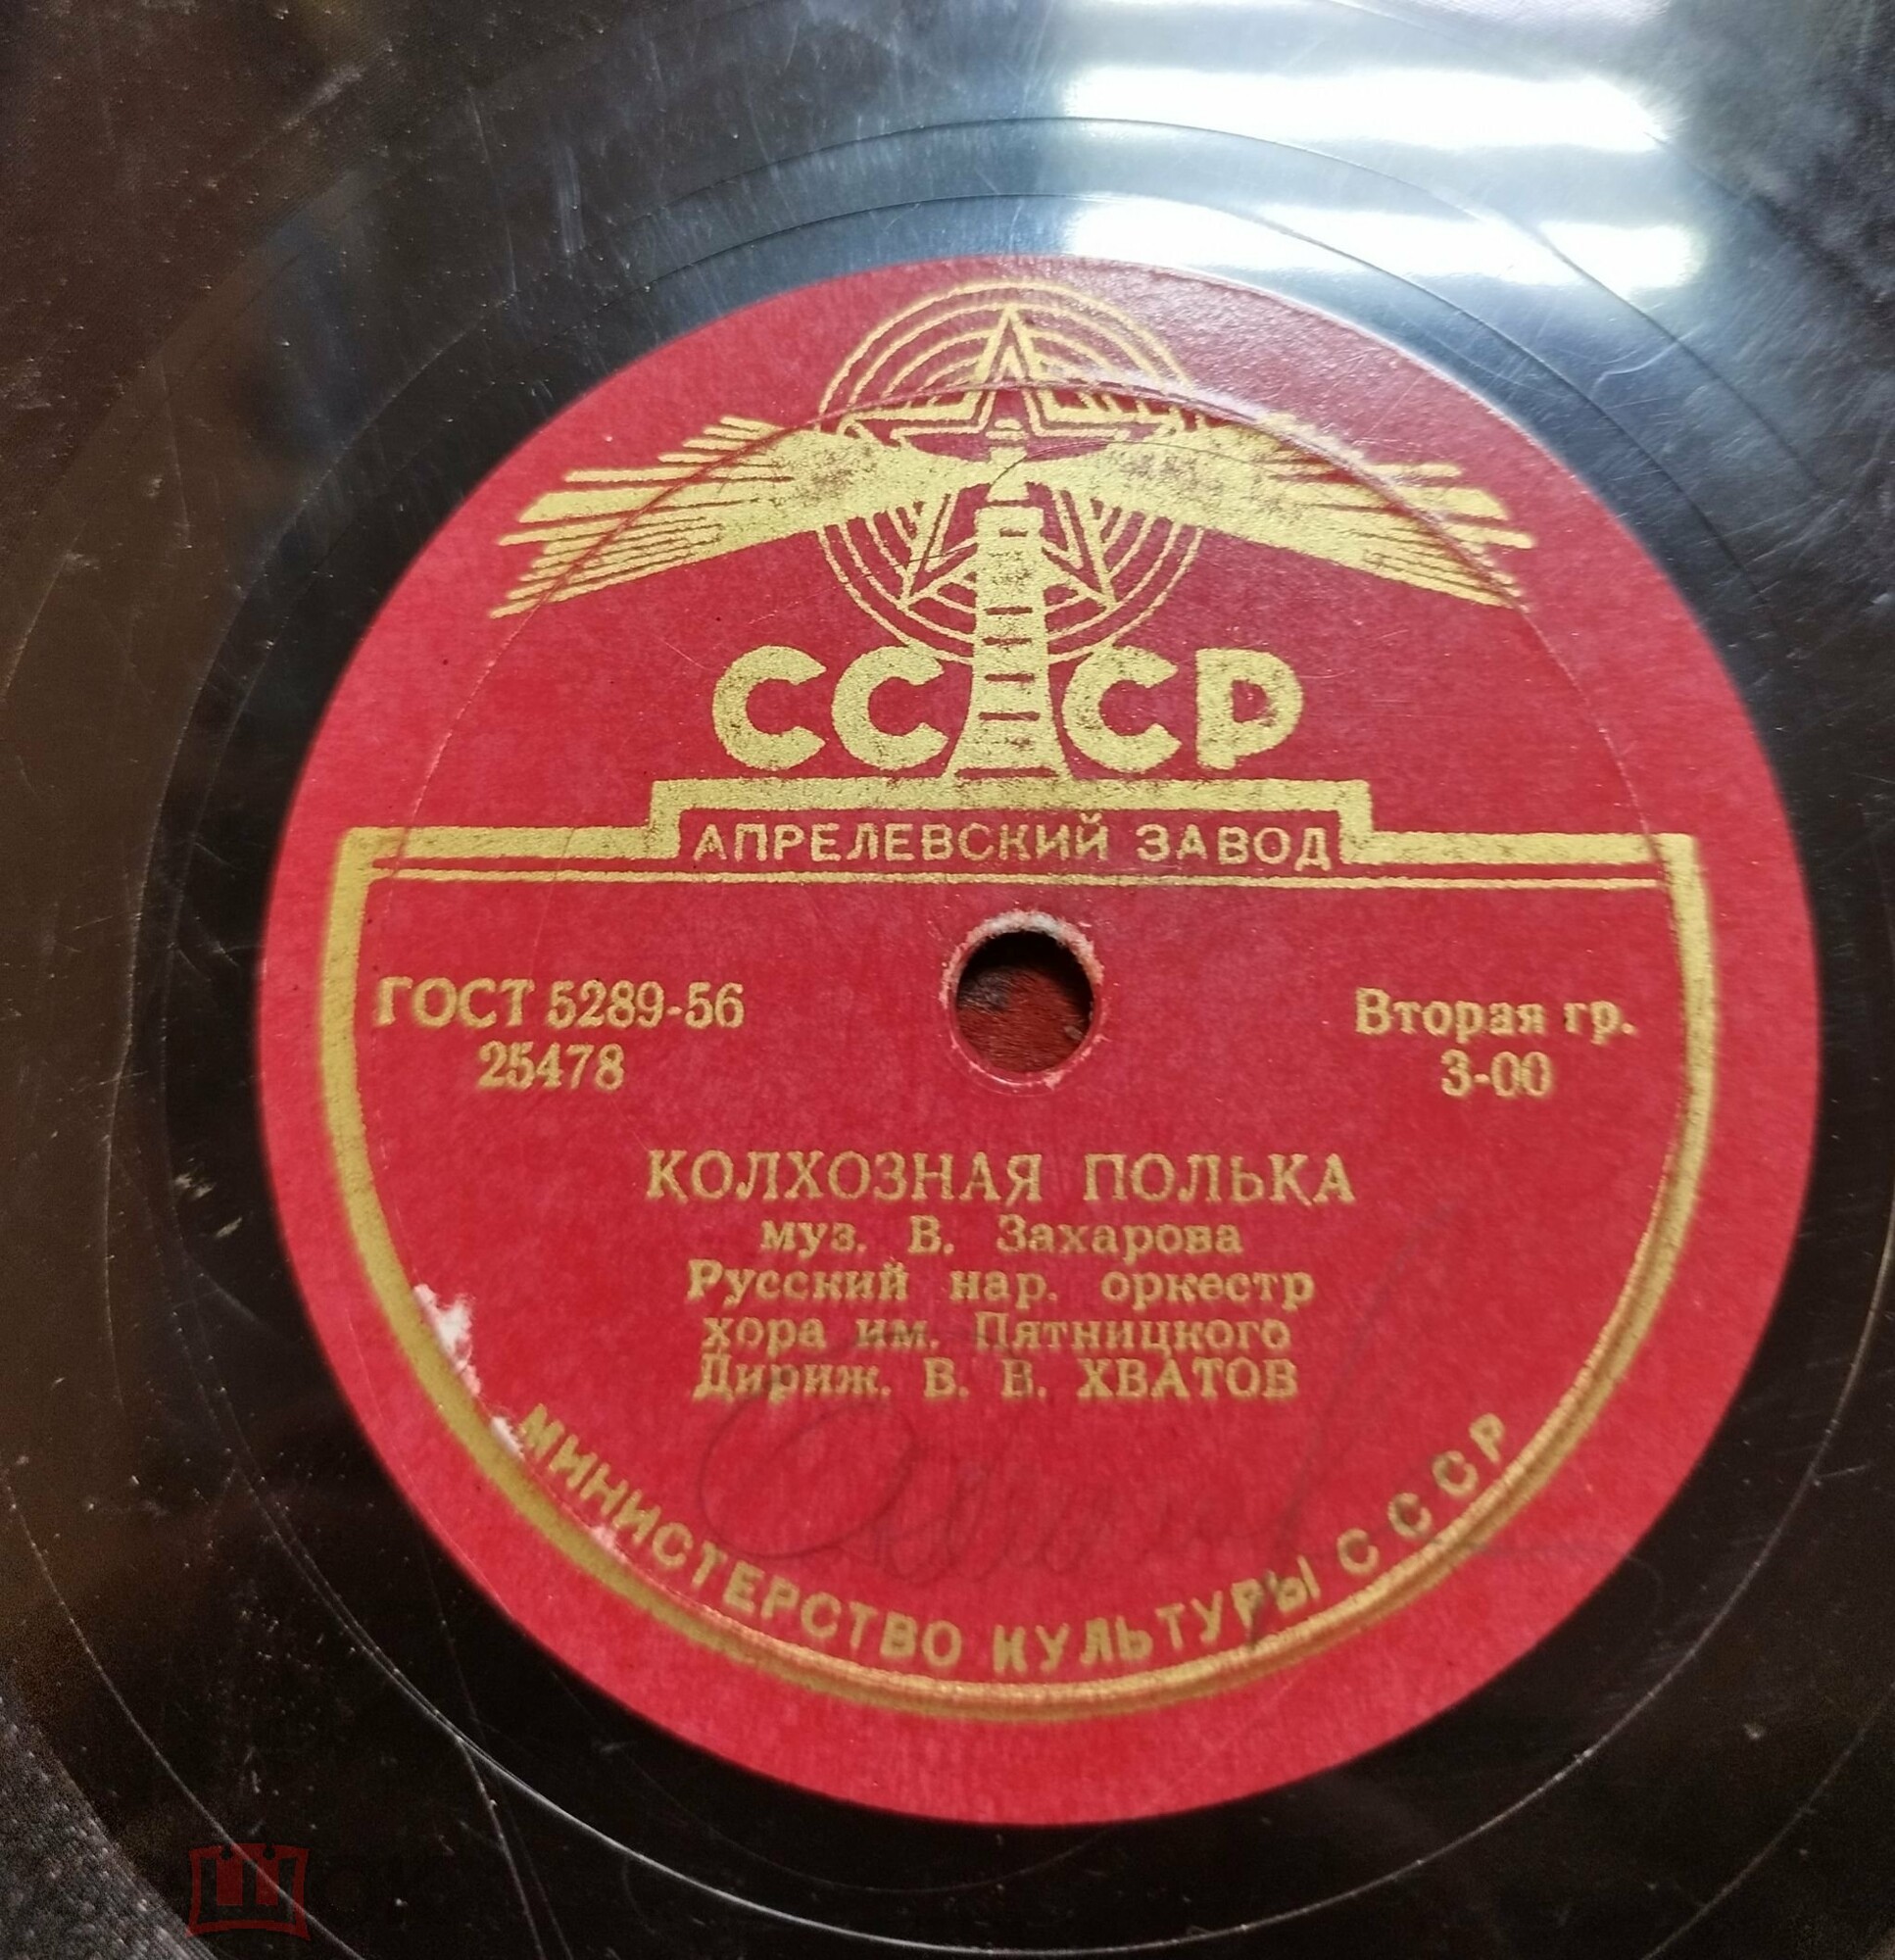 СССР
АПРЕЛЕВСКИЙ ЗАВОД
ГОСТ 5289-56
25478
Вторая гр.
3-00
КОЛХОЗНАЯ ПОЛЬКА
муз. В. Захарова
Русский нар. оркестр
хора им. Пятницкого
Дириж. В. В. ХВАТОВ
МИНИСТЕРСТВО КУЛЬТУРЫ СССР